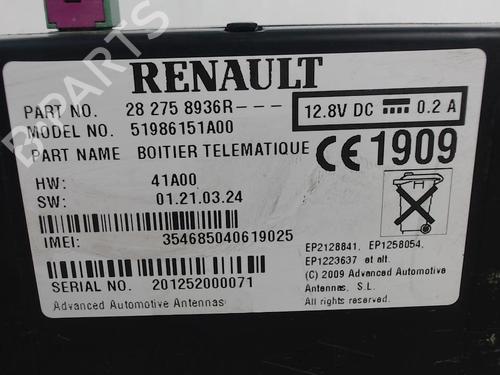 RENAULT
PART NO. 28 275 8936R---
12.8V DC 0.2 A
MODEL NO. 51986151A00
PART NAME BOITIER TELEMATIQUE
CE 1909
HW: 41A00
SW: 01.21.03.24
IMEI: 354685040619025
EP2128841, EP1258054,
EP1223637 et alt.
(C) 2009 Advanced Automotive
Antennas, S.L.
All rights reserved.
SERIAL NO. 201252000071
Advanced Automotive Antennas
B-PARTS